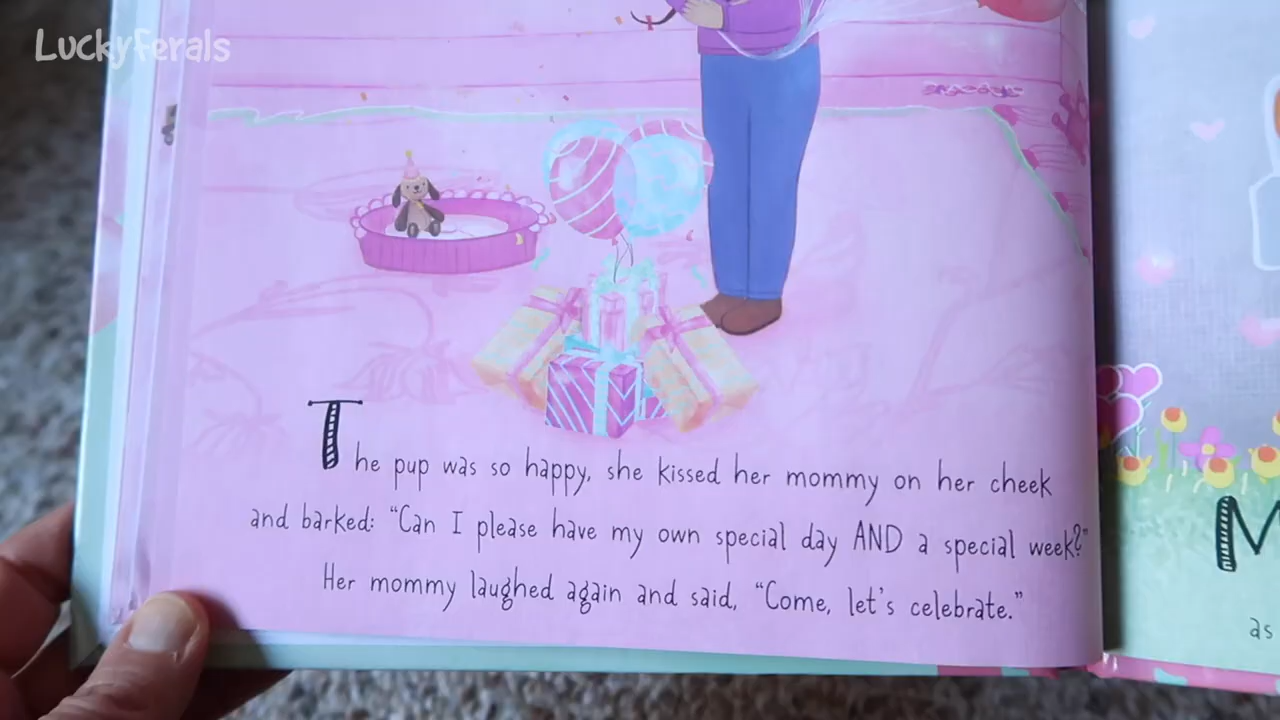 LuckyFerals
The pup was so happy, she kissed her mommy on her cheek
and barked: “Can I please have my own special day AND a special week?”
Her mommy laughed again and said, “Come, let's celebrate.”
M
as